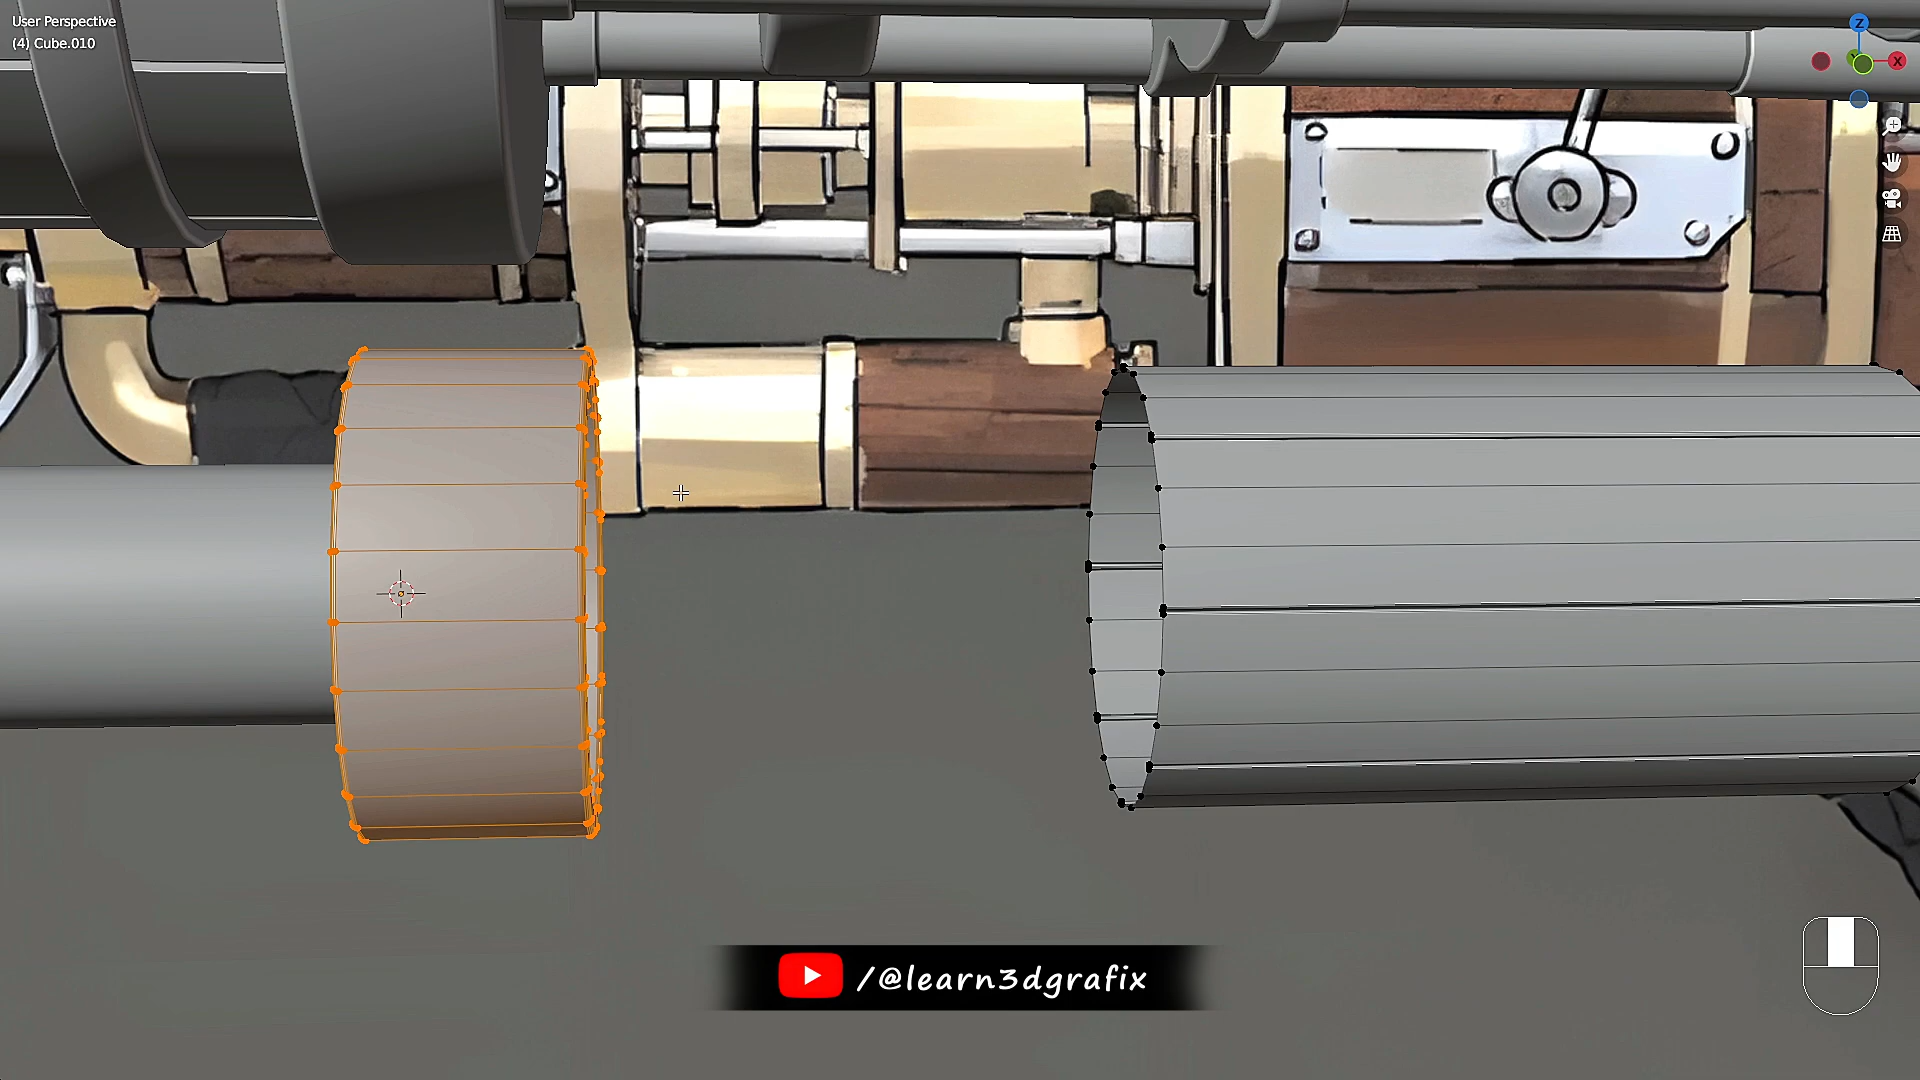 User Perspective
(4) Cube.010
Z
X
/@learn3dgrafix